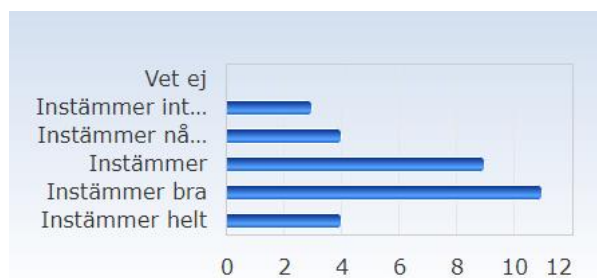 Vet ej
Instämmer int...
Instämmer nå...
Instämmer
Instämmer bra
Instämmer helt
0 2 4 6 8 10 12